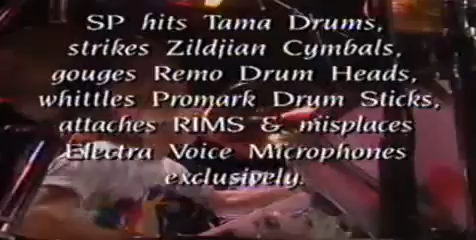 SP hits Tama Drums,
strikes Zildjian Cymbals,
gouges Remo Drum Heads,
whittles Promark Drum Sticks,
attaches RIMS & misplaces
Electra Voice Microphones
exclusively.